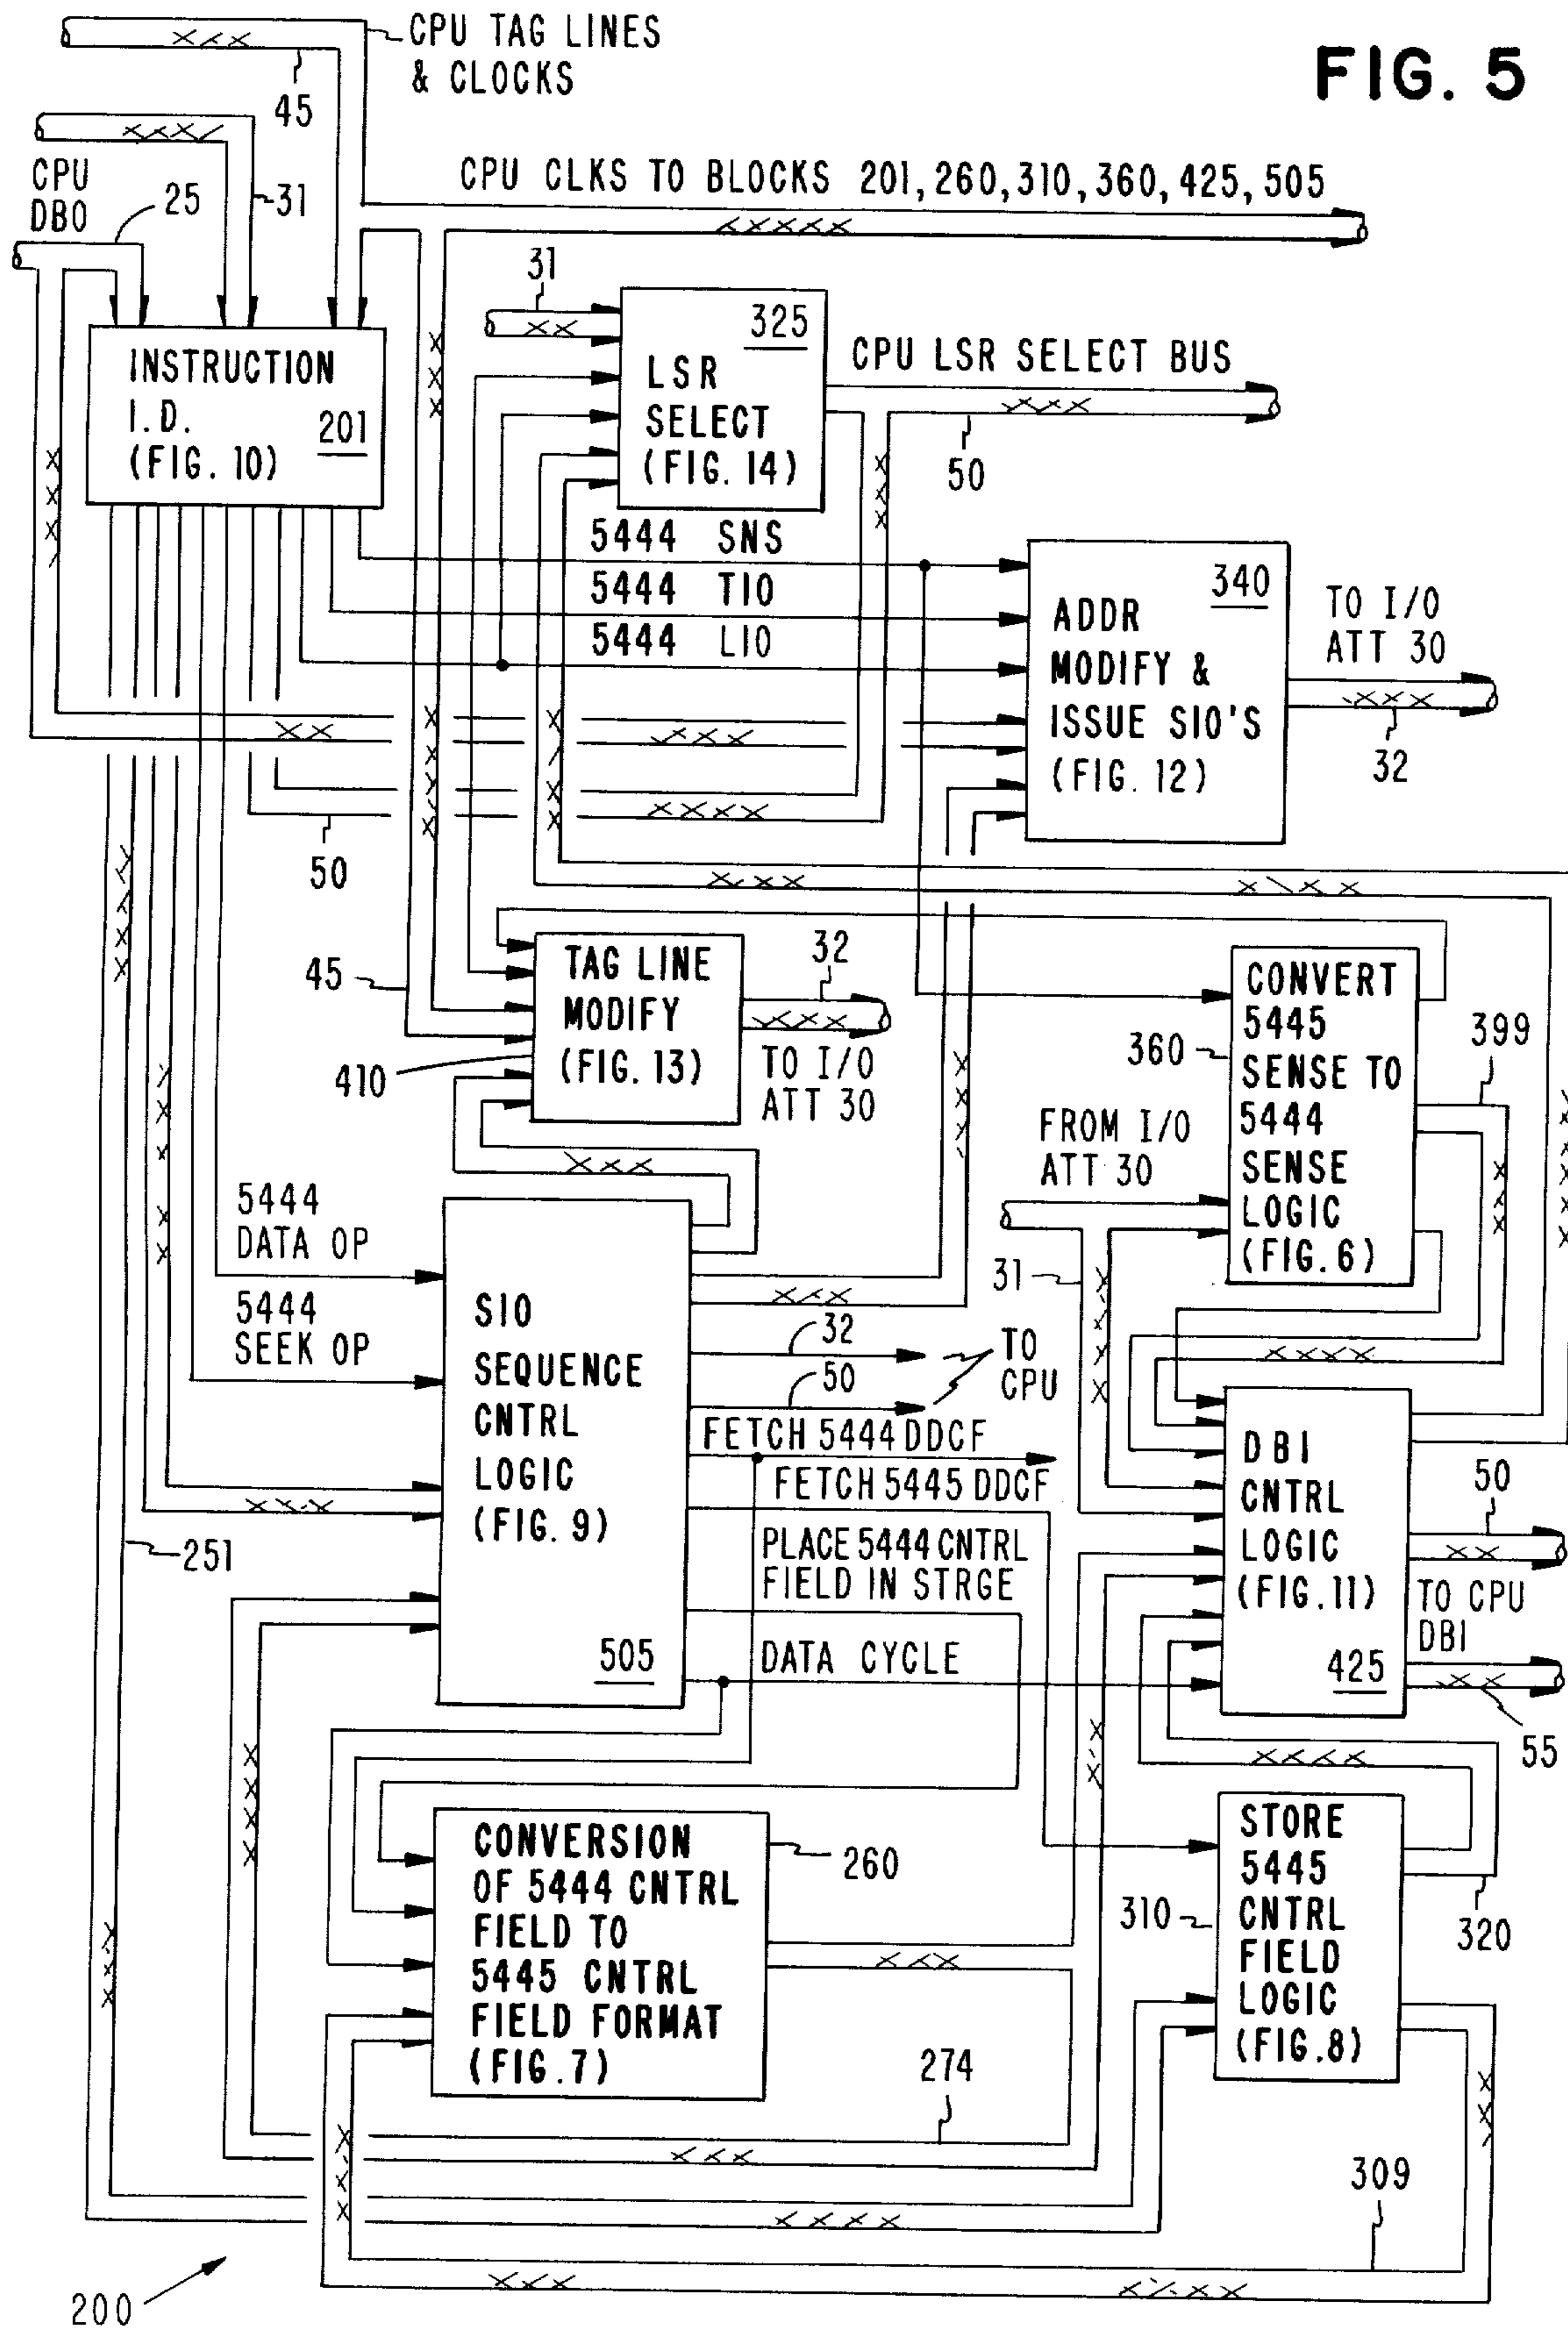 FIG. 5
CPU TAG LINES
& CLOCKS
45
CPU
DBO
25
31
CPU CLKS TO BLOCKS 201,260,310,360,425,505
INSTRUCTION
I.D.
(FIG. 10)
201
31
325
LSR
SELECT
(FIG. 14)
CPU LSR SELECT BUS
50
5444 SNS
5444 TIO
5444 LIO
340
ADDR
MODIFY &
ISSUE SIO'S
(FIG. 12)
TO I/O
ATT 30
32
50
45
TAG LINE
MODIFY
(FIG. 13)
410
32
TO I/O
ATT 30
CONVERT
5445
SENSE TO
5444
SENSE
LOGIC
(FIG. 6)
360
399
FROM I/O
ATT 30
31
5444
DATA OP
5444
SEEK OP
SIO
SEQUENCE
CNTRL
LOGIC
(FIG. 9)
505
32
50
TO
CPU
FETCH 5444 DDCF
FETCH 5445 DDCF
PLACE 5444 CNTRL
FIELD IN STRGE
DATA CYCLE
251
DBI
CNTRL
LOGIC
(FIG. 11)
425
50
TO CPU
DBI
55
CONVERSION
OF 5444 CNTRL
FIELD TO
5445 CNTRL
FIELD FORMAT
(FIG. 7)
260
STORE
5445
CNTRL
FIELD
LOGIC
(FIG. 8)
310
320
274
309
200